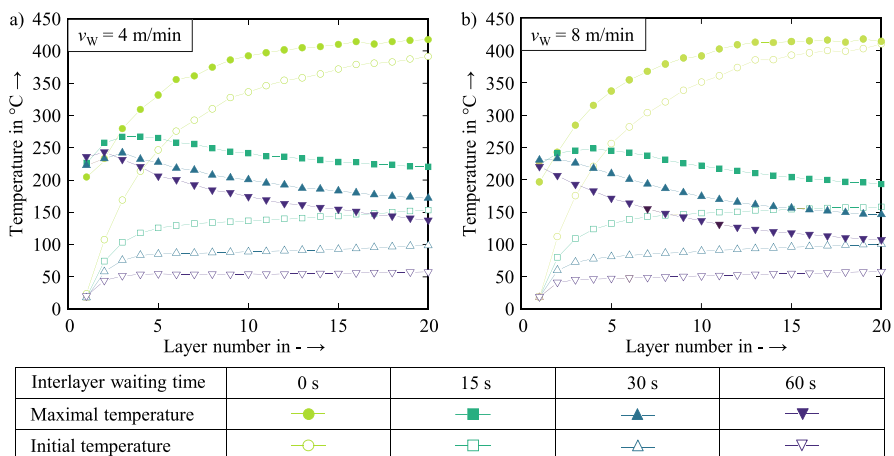 a)
v_W = 4 m/min
Temperature in °C →
450
400
350
300
250
200
150
100
50
0
0 5 10 15 20
Layer number in - →
b)
v_W = 8 m/min
Temperature in °C →
450
400
350
300
250
200
150
100
50
0
0 5 10 15 20
Layer number in - →
Interlayer waiting time 0 s 15 s 30 s 60 s
Maximal temperature
Initial temperature